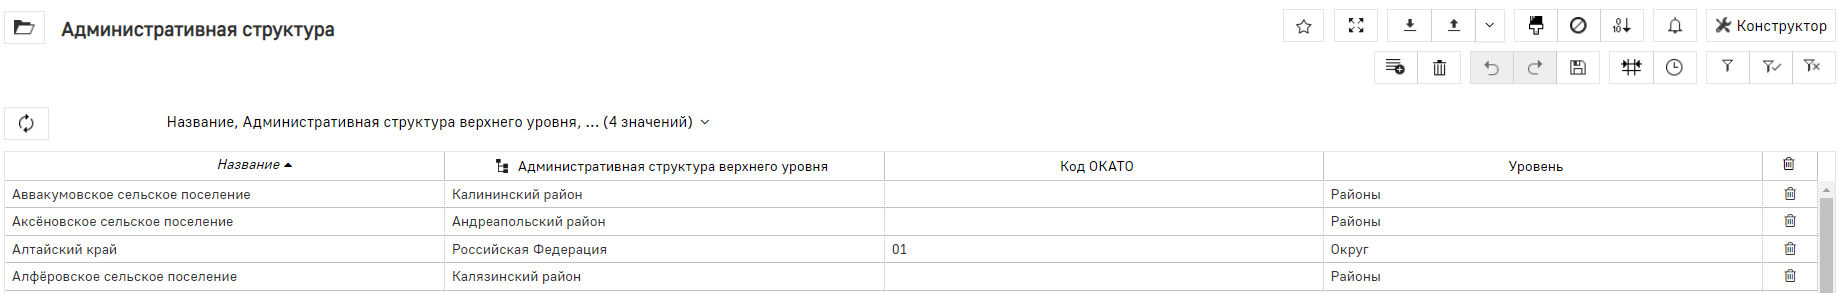 Административная структура
Конструктор
Название, Административная структура верхнего уровня, ... (4 значений)
Название Административная структура верхнего уровня Код ОКАТО Уровень
Аввакумовское сельское поселение Калининский район Районы
Аксёновское сельское поселение Андреапольский район Районы
Алтайский край Российская Федерация 01 Округ
Алфёровское сельское поселение Калязинский район Районы